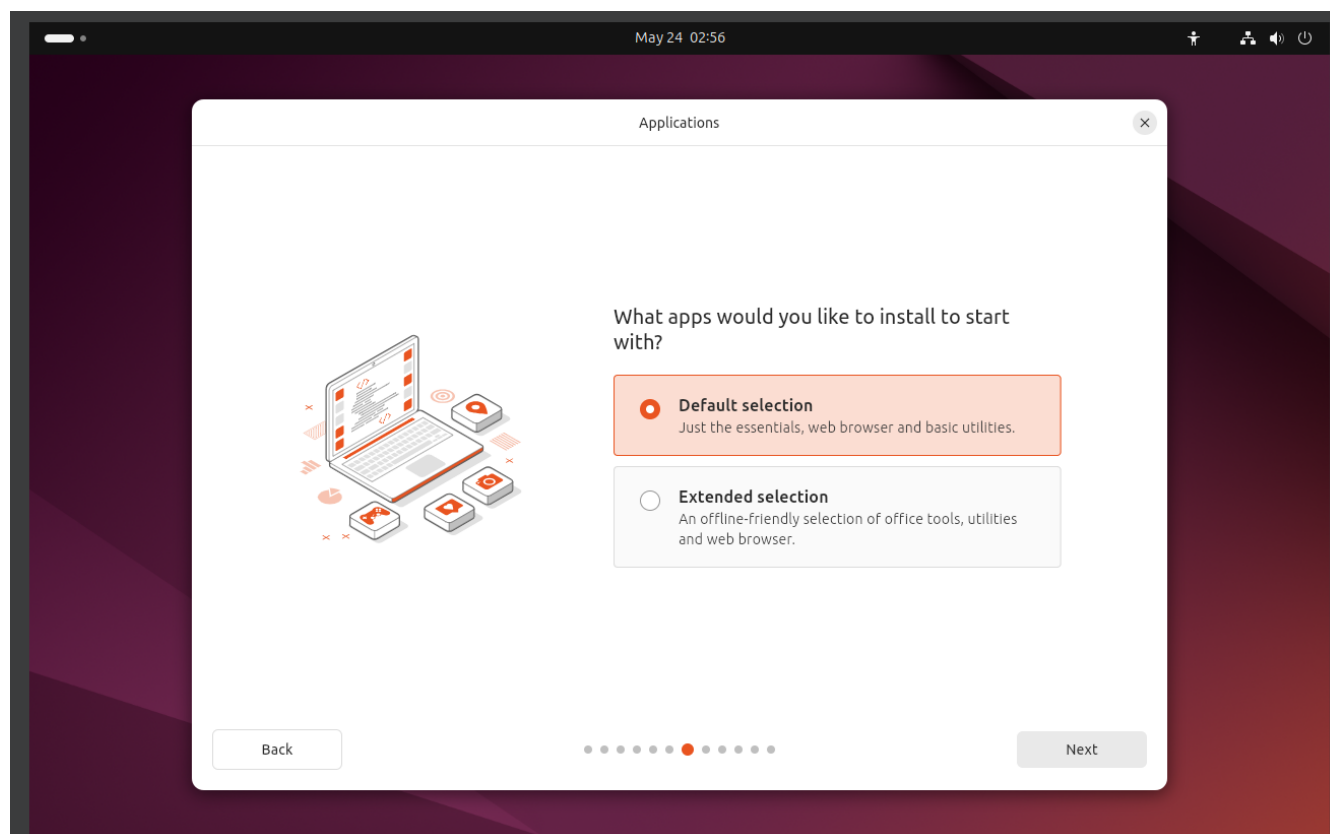 May 24 02:56
Applications
What apps would you like to install to start
with?
Default selection
Just the essentials, web browser and basic utilities.
Extended selection
An offline-friendly selection of office tools, utilities
and web browser.
Back
Next